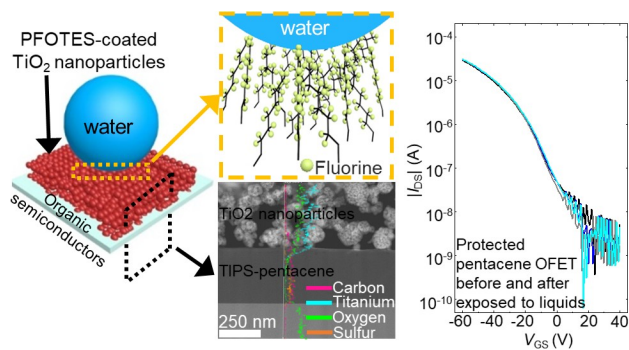 PFOTES-coated
TiO₂ nanoparticles
water
Organic
semiconductors
water
Fluorine
TiO2 nanoparticles
TIPS-pentacene
Carbon
Titanium
Oxygen
Sulfur
250 nm
|I_DS| (A)
10⁻⁴
10⁻⁵
10⁻⁶
10⁻⁷
10⁻⁸
10⁻⁹
10⁻¹⁰
Protected
pentacene OFET
before and after
exposed to liquids
-60 -40 -20 0 20 40
V_GS (V)